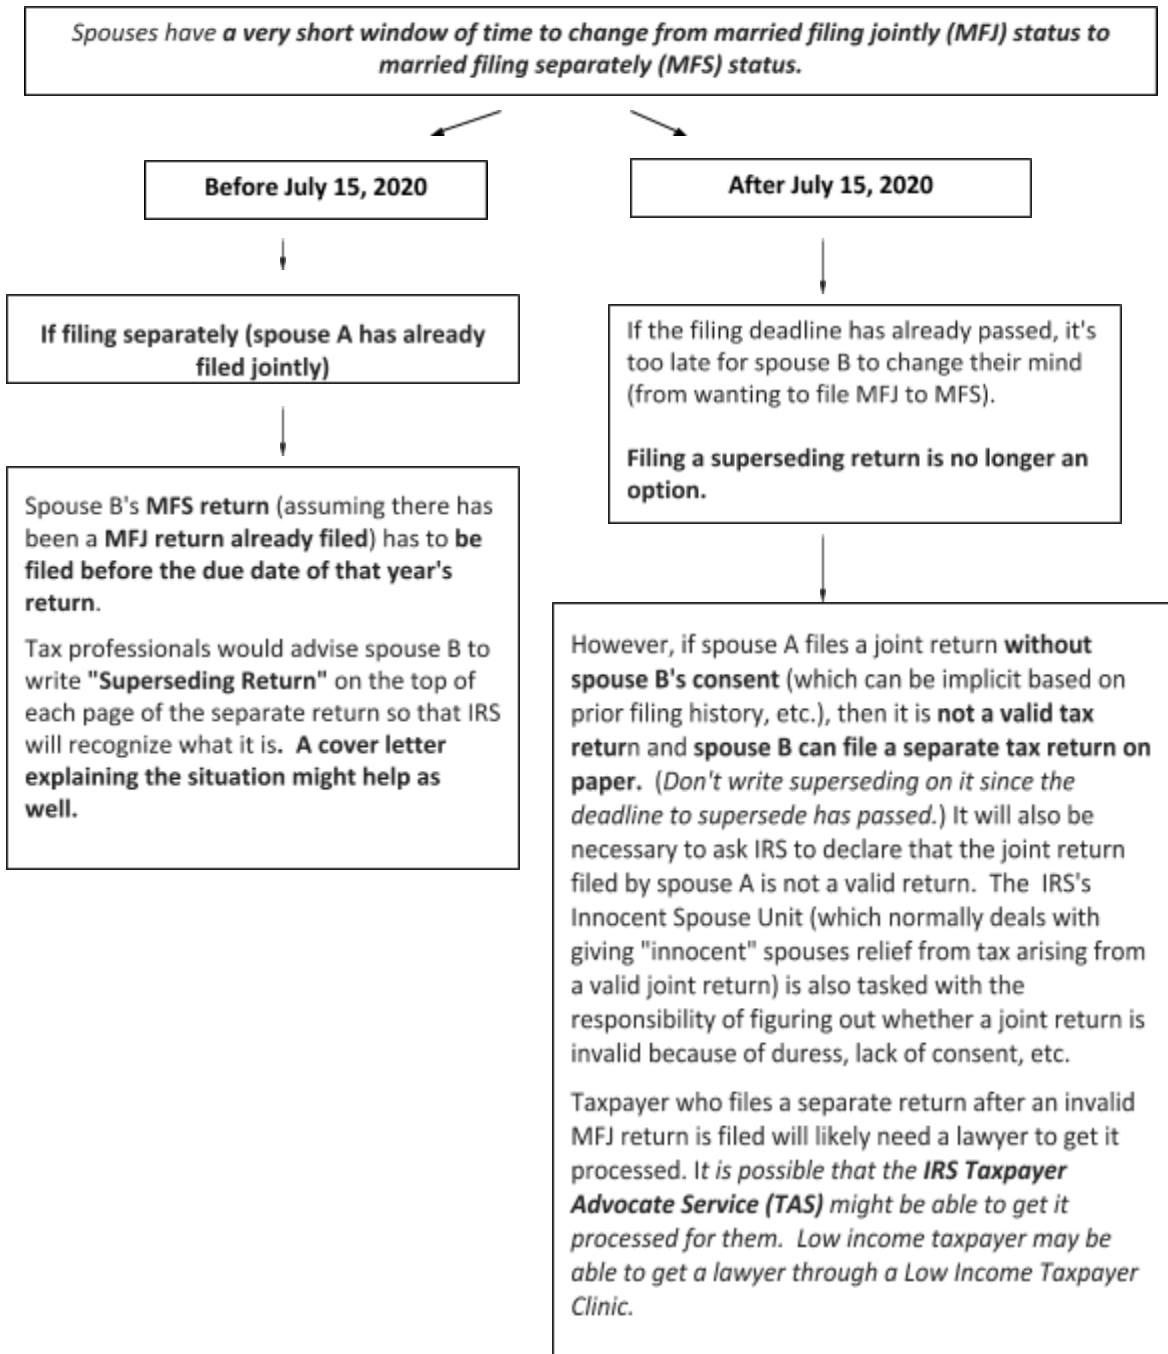 Spouses have a very short window of time to change from married filing jointly (MFJ) status to
married filing separately (MFS) status.
Before July 15, 2020
After July 15, 2020
If filing separately (spouse A has already
filed jointly)
If the filing deadline has already passed, it's
too late for spouse B to change their mind
(from wanting to file MFJ to MFS).
Filing a superseding return is no longer an
option.
Spouse B's MFS return (assuming there has
been a MFJ return already filed) has to be
filed before the due date of that year's
return.
Tax professionals would advise spouse B to
write "Superseding Return" on the top of
each page of the separate return so that IRS
will recognize what it is. A cover letter
explaining the situation might help as
well.
However, if spouse A files a joint return without
spouse B's consent (which can be implicit based on
prior filing history, etc.), then it is not a valid tax
return and spouse B can file a separate tax return on
paper. (Don't write superseding on it since the
deadline to supersede has passed.) It will also be
necessary to ask IRS to declare that the joint return
filed by spouse A is not a valid return. The IRS's
Innocent Spouse Unit (which normally deals with
giving "innocent" spouses relief from tax arising from
a valid joint return) is also tasked with the
responsibility of figuring out whether a joint return is
invalid because of duress, lack of consent, etc.
Taxpayer who files a separate return after an invalid
MFJ return is filed will likely need a lawyer to get it
processed. It is possible that the IRS Taxpayer
Advocate Service (TAS) might be able to get it
processed for them. Low income taxpayer may be
able to get a lawyer through a Low Income Taxpayer
Clinic.